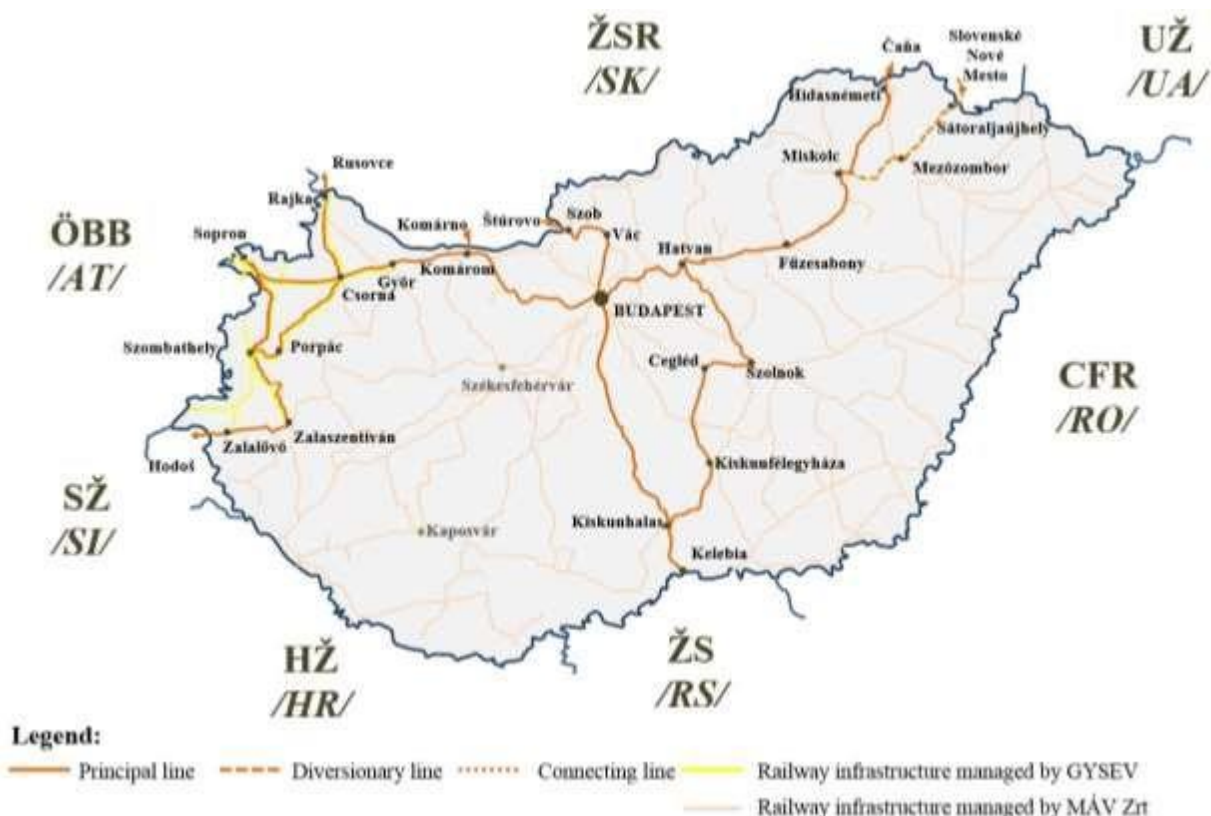 ŽSR
/SK/
UŽ
/UA/
Čaňa
Slovenské
Nové
Mesto
Hidasnémeti
Sátoraljaújhely
Miskolc
Mezőzombor
Rusovce
Rajka
ÖBB
/AT/
Sopron
Komárno
Štúrovo
Szob
Vác
Hatvan
Füzesabony
Komárom
Győr
Csorna
BUDAPEST
Szombathely
Porpác
Cegléd
Szolnok
Székesfehérvár
CFR
/RO/
Zalaszentiván
Zalalövő
Hodoš
Kiskunfélegyháza
SŽ
/SI/
Kaposvár
Kiskunhalas
Kelebia
HŽ
/HR/
ŽS
/RS/
Legend:
Principal line
Diversionary line
Connecting line
Railway infrastructure managed by GYSEV
Railway infrastructure managed by MÁV Zrt